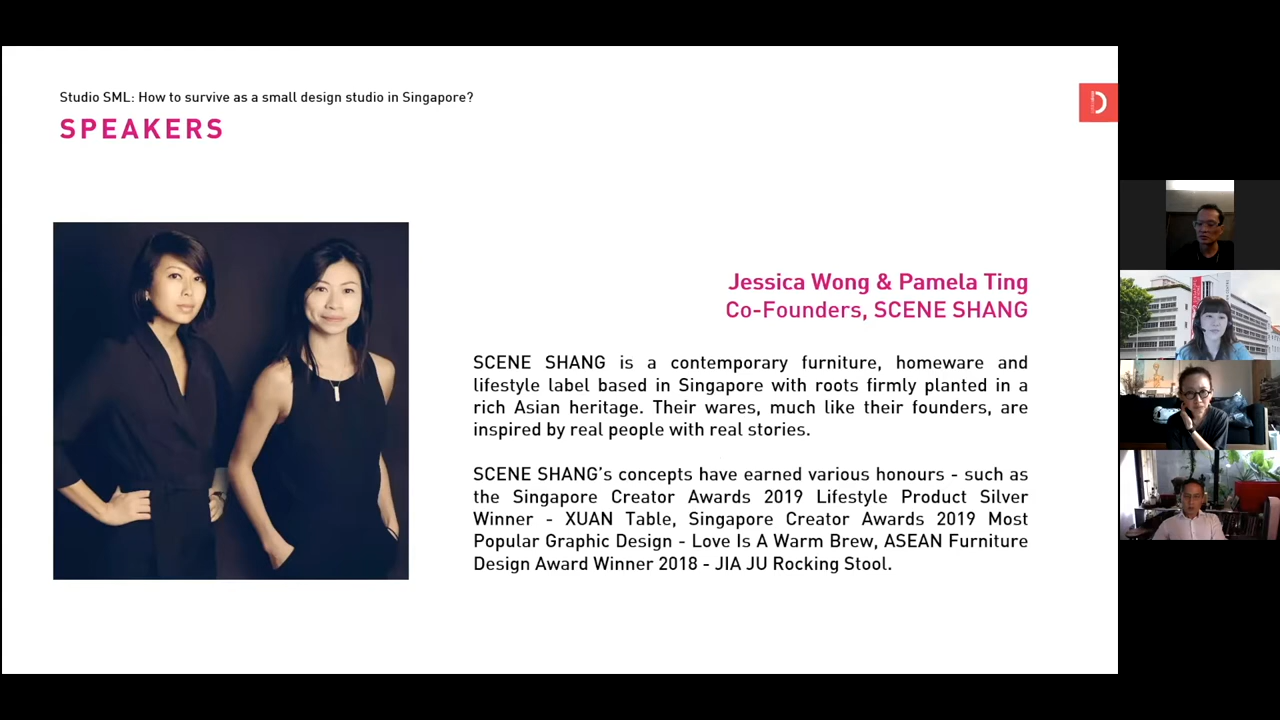 Studio SML: How to survive as a small design studio in Singapore?
SPEAKERS
Jessica Wong & Pamela Ting
Co-Founders, SCENE SHANG
SCENE SHANG is a contemporary furniture, homeware and
lifestyle label based in Singapore with roots firmly planted in a
rich Asian heritage. Their wares, much like their founders, are
inspired by real people with real stories.
SCENE SHANG's concepts have earned various honours - such as
the Singapore Creator Awards 2019 Lifestyle Product Silver
Winner - XUAN Table, Singapore Creator Awards 2019 Most
Popular Graphic Design - Love Is A Warm Brew, ASEAN Furniture
Design Award Winner 2018 - JIA JU Rocking Stool.